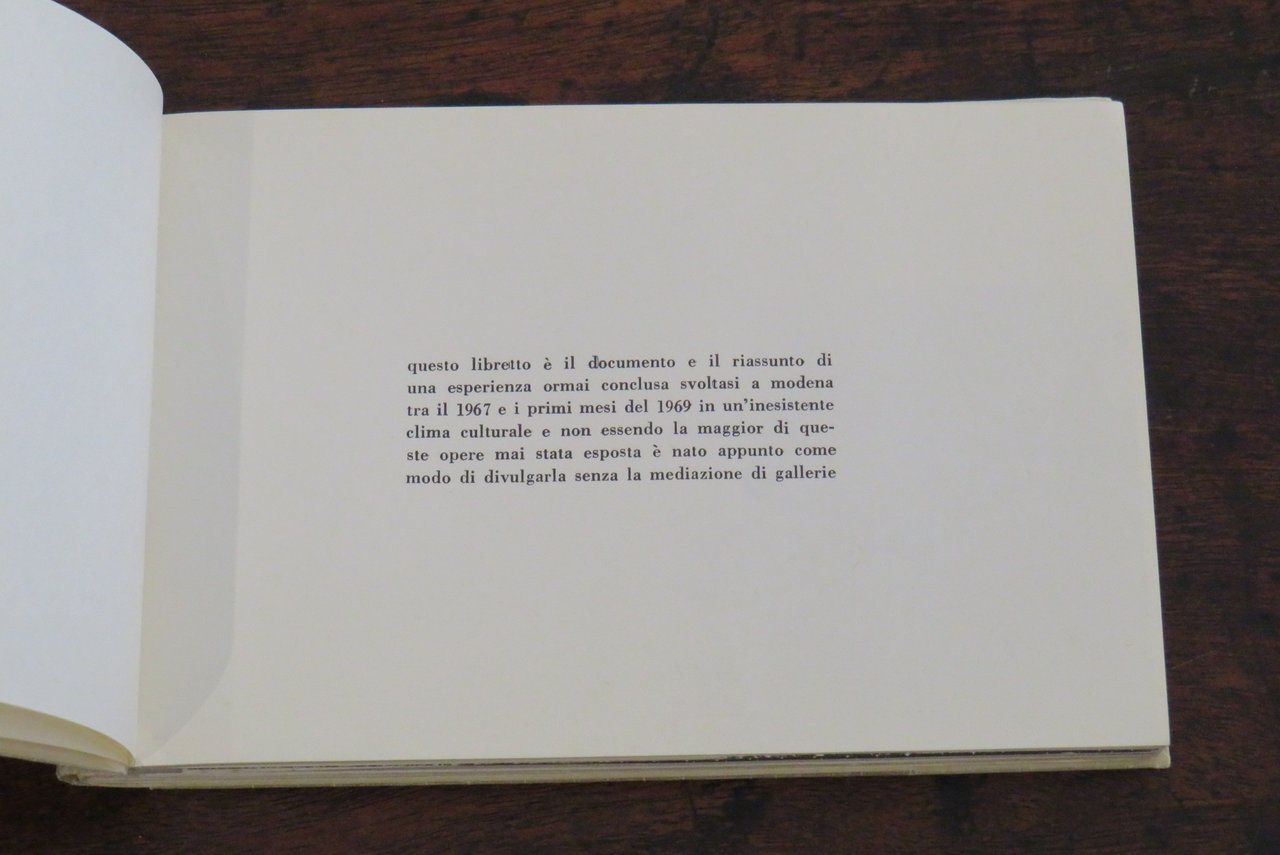 questo libretto è il documento e il riassunto di
una esperienza ormai conclusa svoltasi a modena
tra il 1967 e i primi mesi del 1969 in un'inesistente
clima culturale e non essendo la maggior di que-
ste opere mai stata esposta è nato appunto come
modo di divulgarla senza la mediazione di gallerie